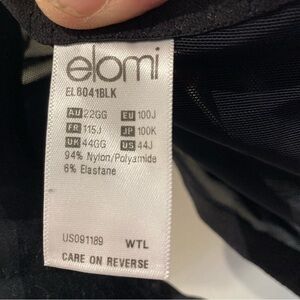 elomi
EL8041BLK
AU 22GG EU 100J
FR 115J JP 100K
UK 44GG US 44J
94% Nylon/Polyamide
6% Elastane
US091189 WTL
CARE ON REVERSE